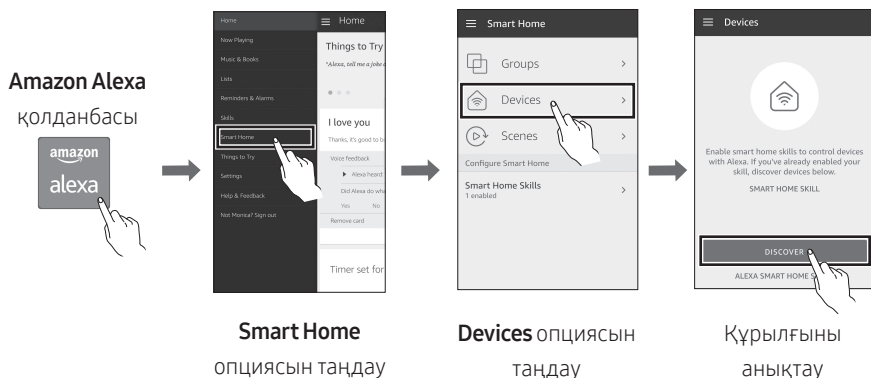 Amazon Alexa
қолданбасы
amazon
alexa
Home
Now Playing
Music & Books
Lists
Reminders & Alarms
Skills
Smart Home
Things to Try
Settings
Help & Feedback
Not Monica? Sign out
Home
Things to Try
"Alexa, tell me a joke
I love you
Thanks, it's good to b
Voice feedback
Alexa heard
Did Alexa do wha
Yes No
Remove card
Timer set for
Smart Home
опциясын таңдау
Smart Home
Groups
Devices
Scenes
Configure Smart Home
Smart Home Skills
1 enabled
Devices опциясын
таңдау
Devices
Enable smart home skills to control devices
with Alexa. If you've already enabled your
skill, discover devices below.
SMART HOME SKILL
DISCOVER
ALEXA SMART HOME S
Құрылғыны
анықтау